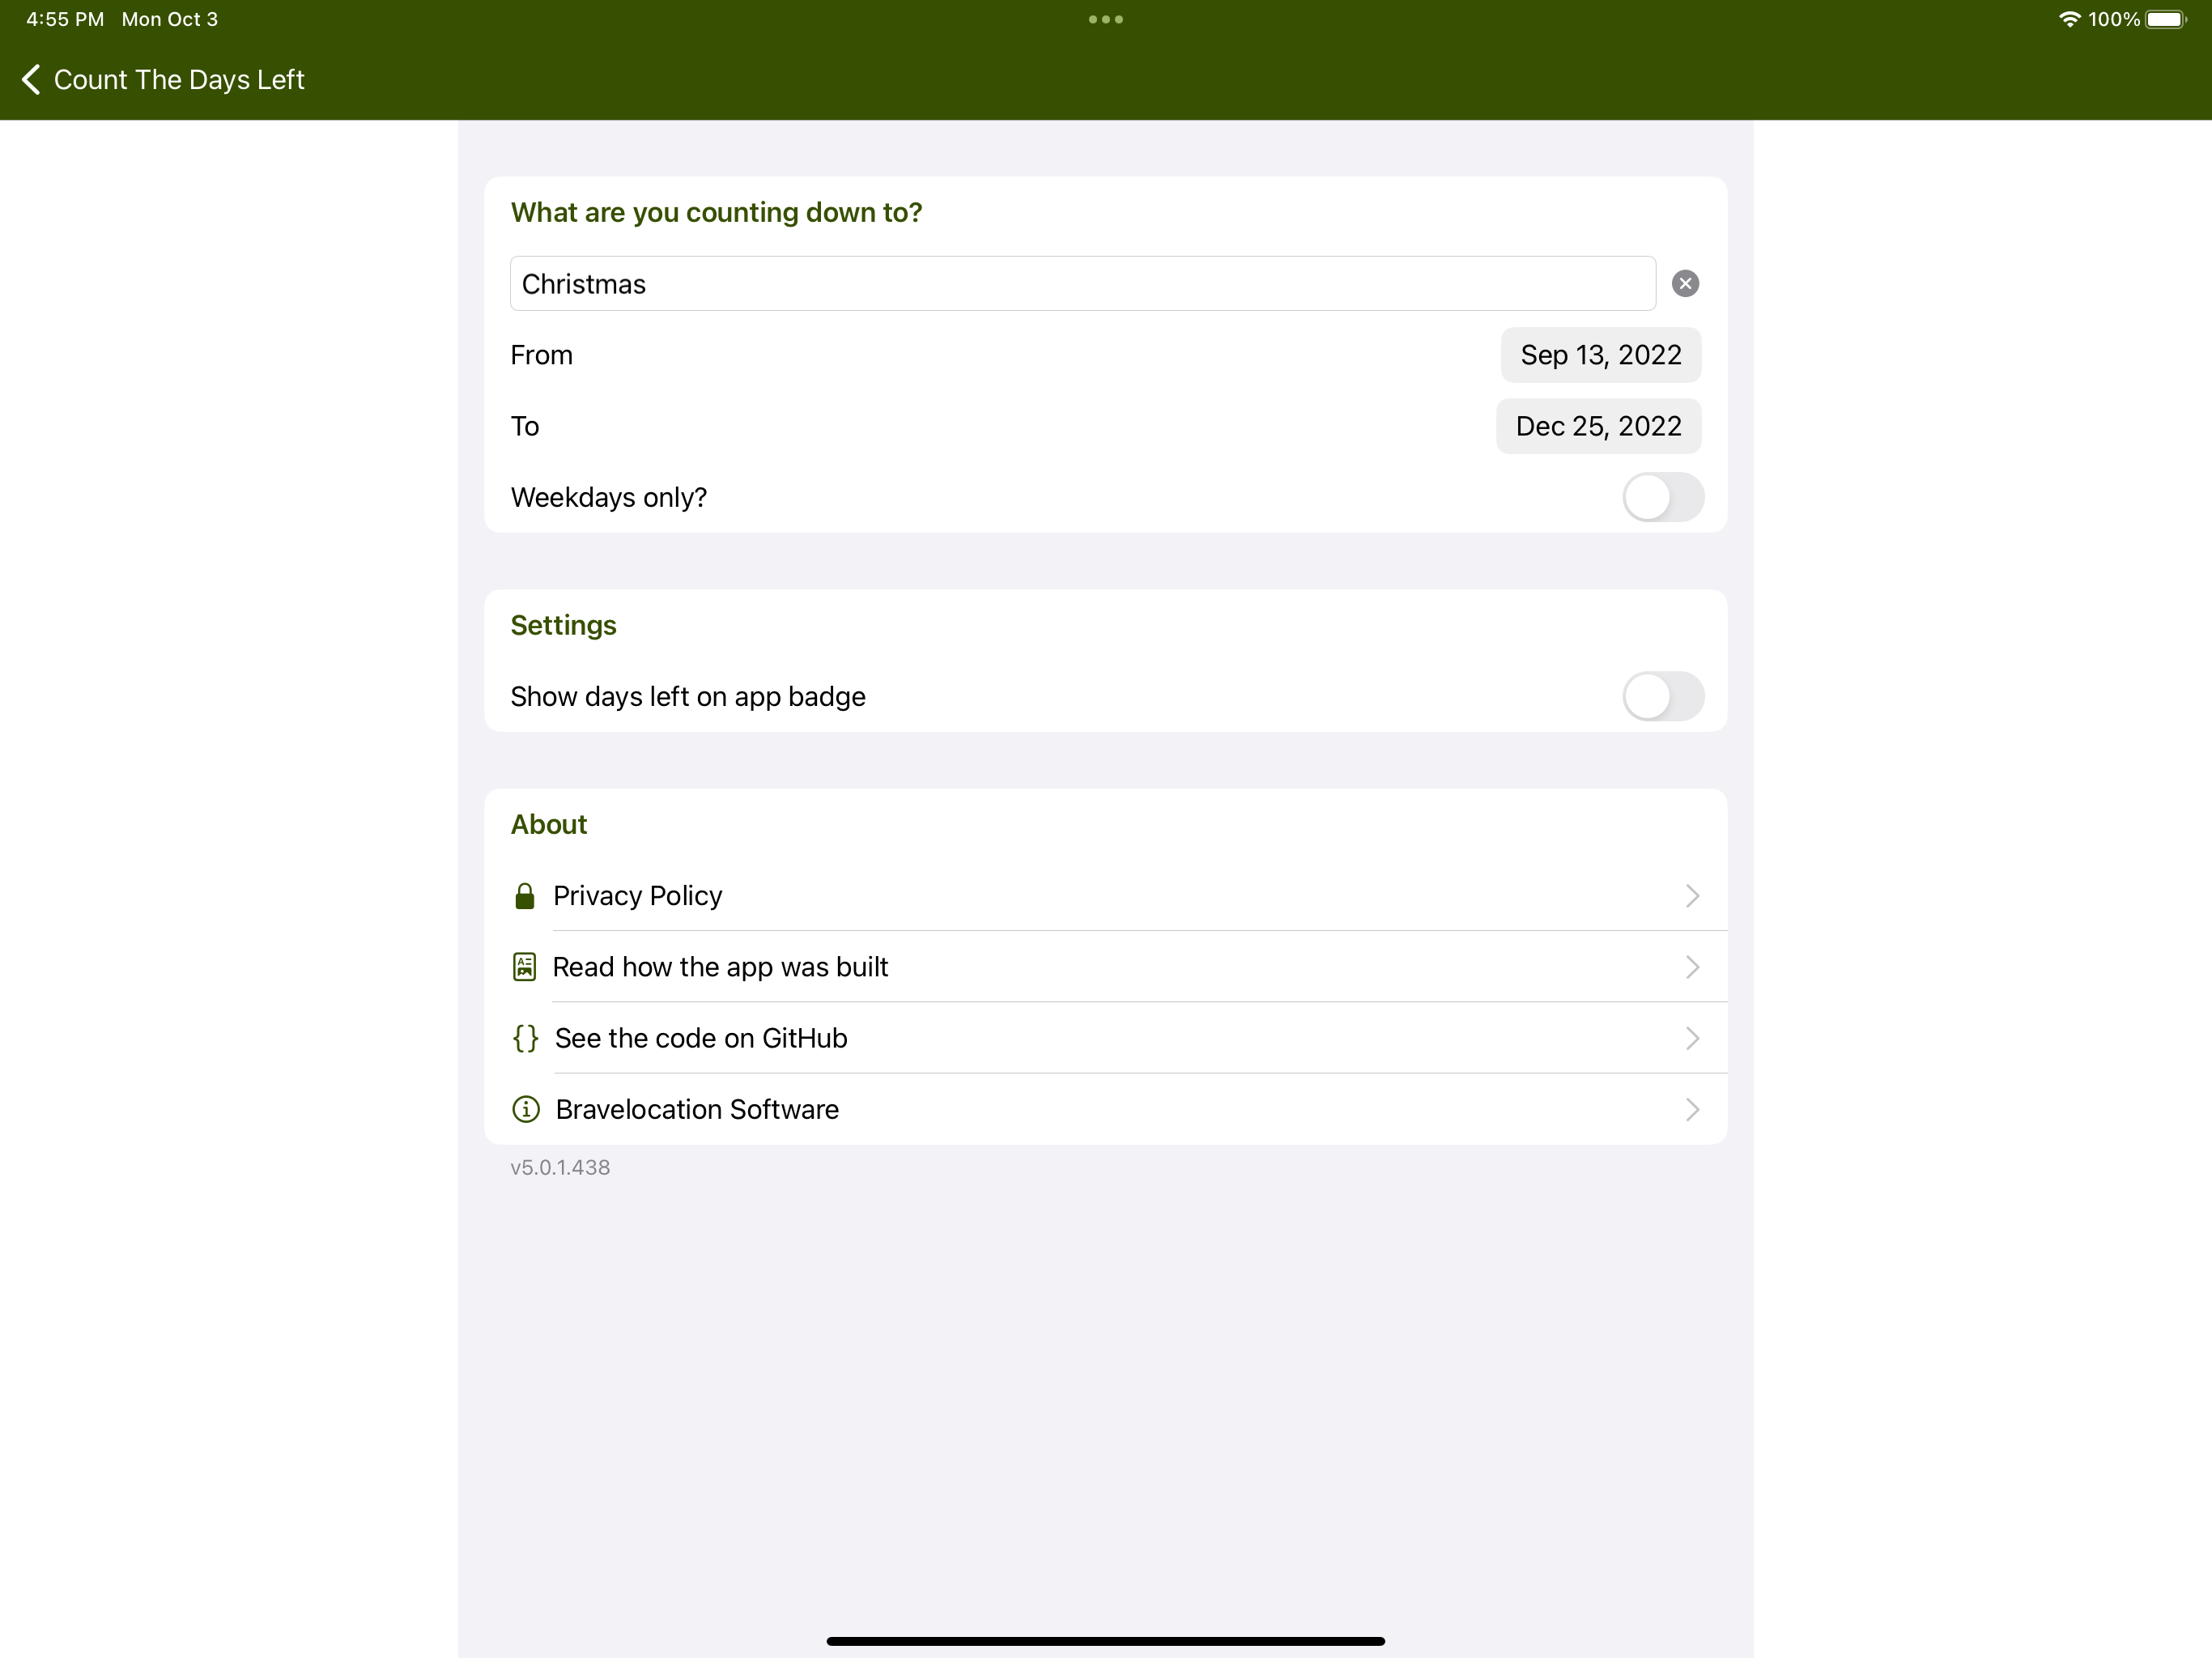 4:55 PM Mon Oct 3
100%
Count The Days Left
What are you counting down to?
Christmas
From Sep 13, 2022
To Dec 25, 2022
Weekdays only?
Settings
Show days left on app badge
About
Privacy Policy
Read how the app was built
{} See the code on GitHub
Bravelocation Software
v5.0.1.438